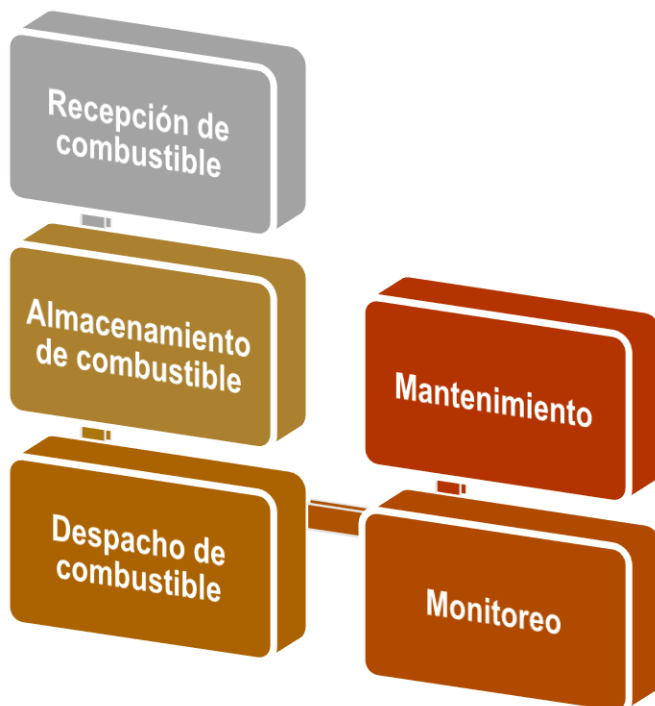 Recepción de
combustible
Almacenamiento
de combustible
Despacho de
combustible
Monitoreo
Mantenimiento